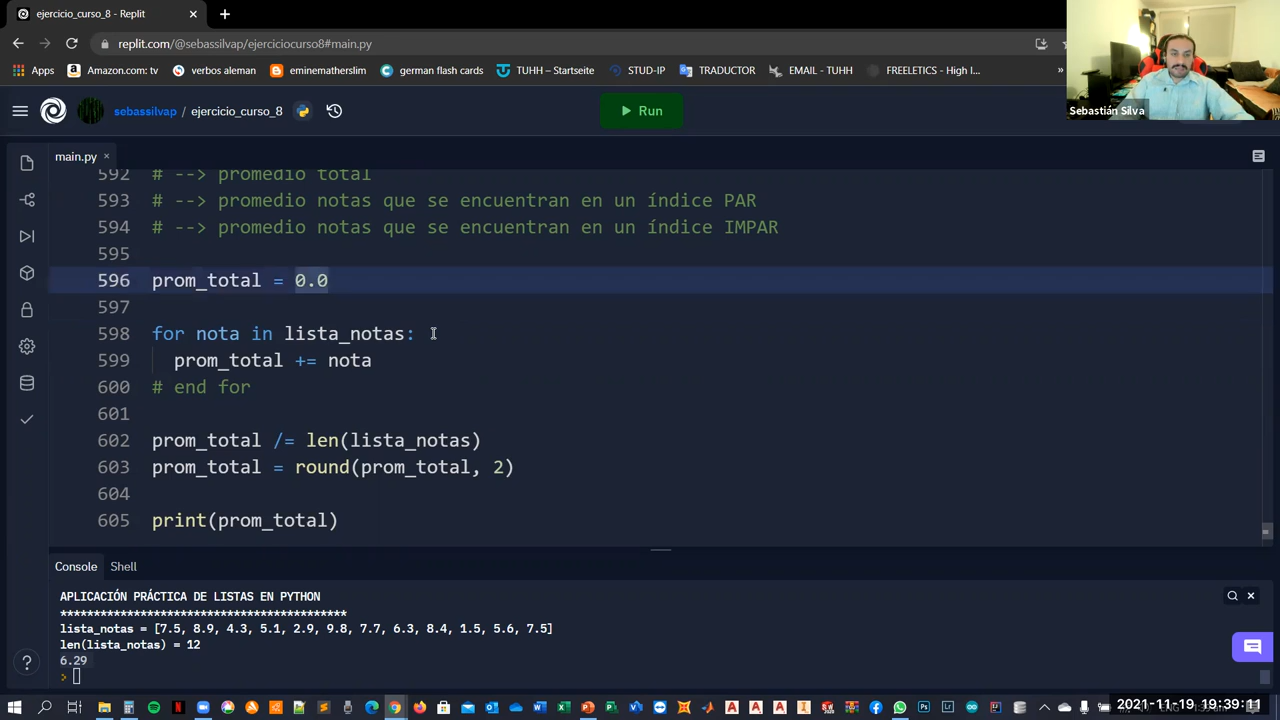 ejercicio_curso_8 - Replit
replit.com/@sebassilvap/ejerciciocurso8#main.py
Apps Amazon.com: tv verbos aleman eminemathserslim german flash TUHH – Startseite STUD-IP TRADUCTOR EMAIL - TUHH FREELETICS - High I...
Sebastián Silva
sebassilvap / ejercicio_curso_8
Run
main.py
592 # --> promedio total
593 # --> promedio notas que se encuentran en un índice PAR
594 # --> promedio notas que se encuentran en un índice IMPAR
595
596 prom_total = 0.0
597
598 for nota in lista_notas:
599 prom_total += nota
600 # end for
601
602 prom_total /= len(lista_notas)
603 prom_total = round(prom_total, 2)
604
605 print(prom_total)
Console Shell
APLICACIÓN PRÁCTICA DE LISTAS EN PYTHON
*******************************************
lista_notas = [7.5, 8.9, 4.3, 5.1, 2.9, 9.8, 7.7, 6.3, 8.4, 1.5, 5.6, 7.5]
len(lista_notas) = 12
6.29
>
2021-11-19 19:39:11